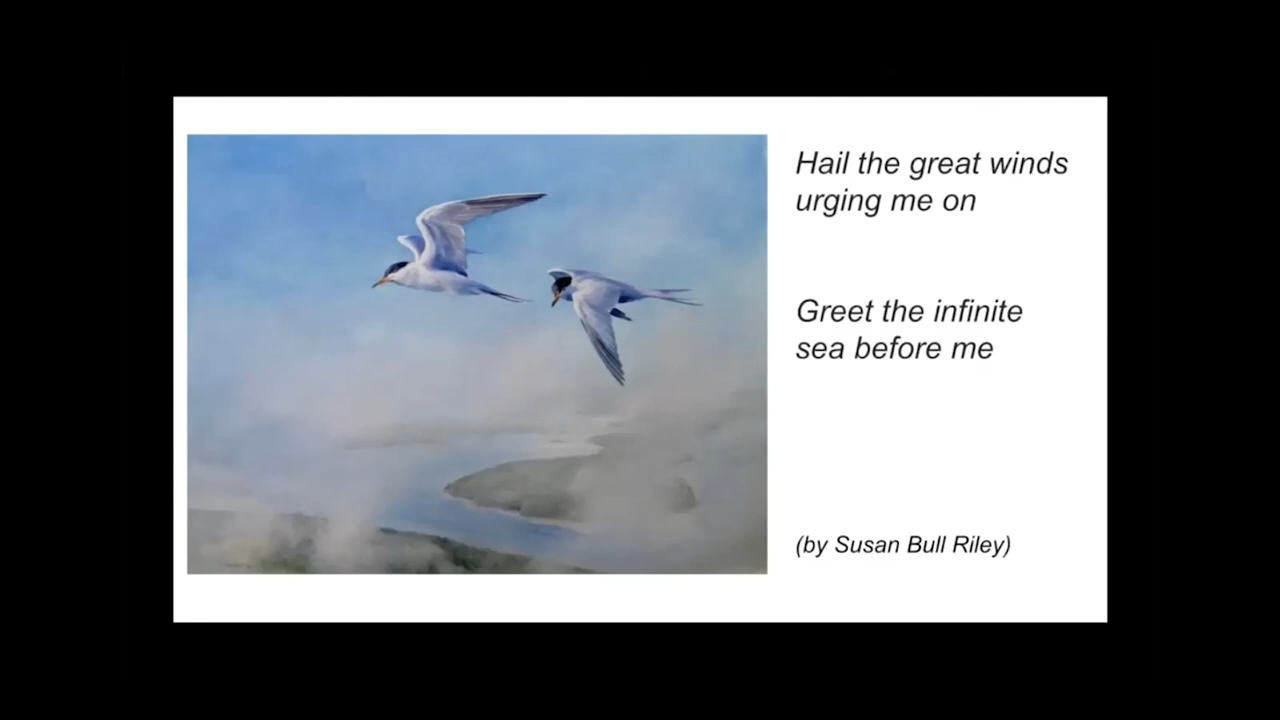 Hail the great winds
urging me on
Greet the infinite
sea before me
(by Susan Bull Riley)